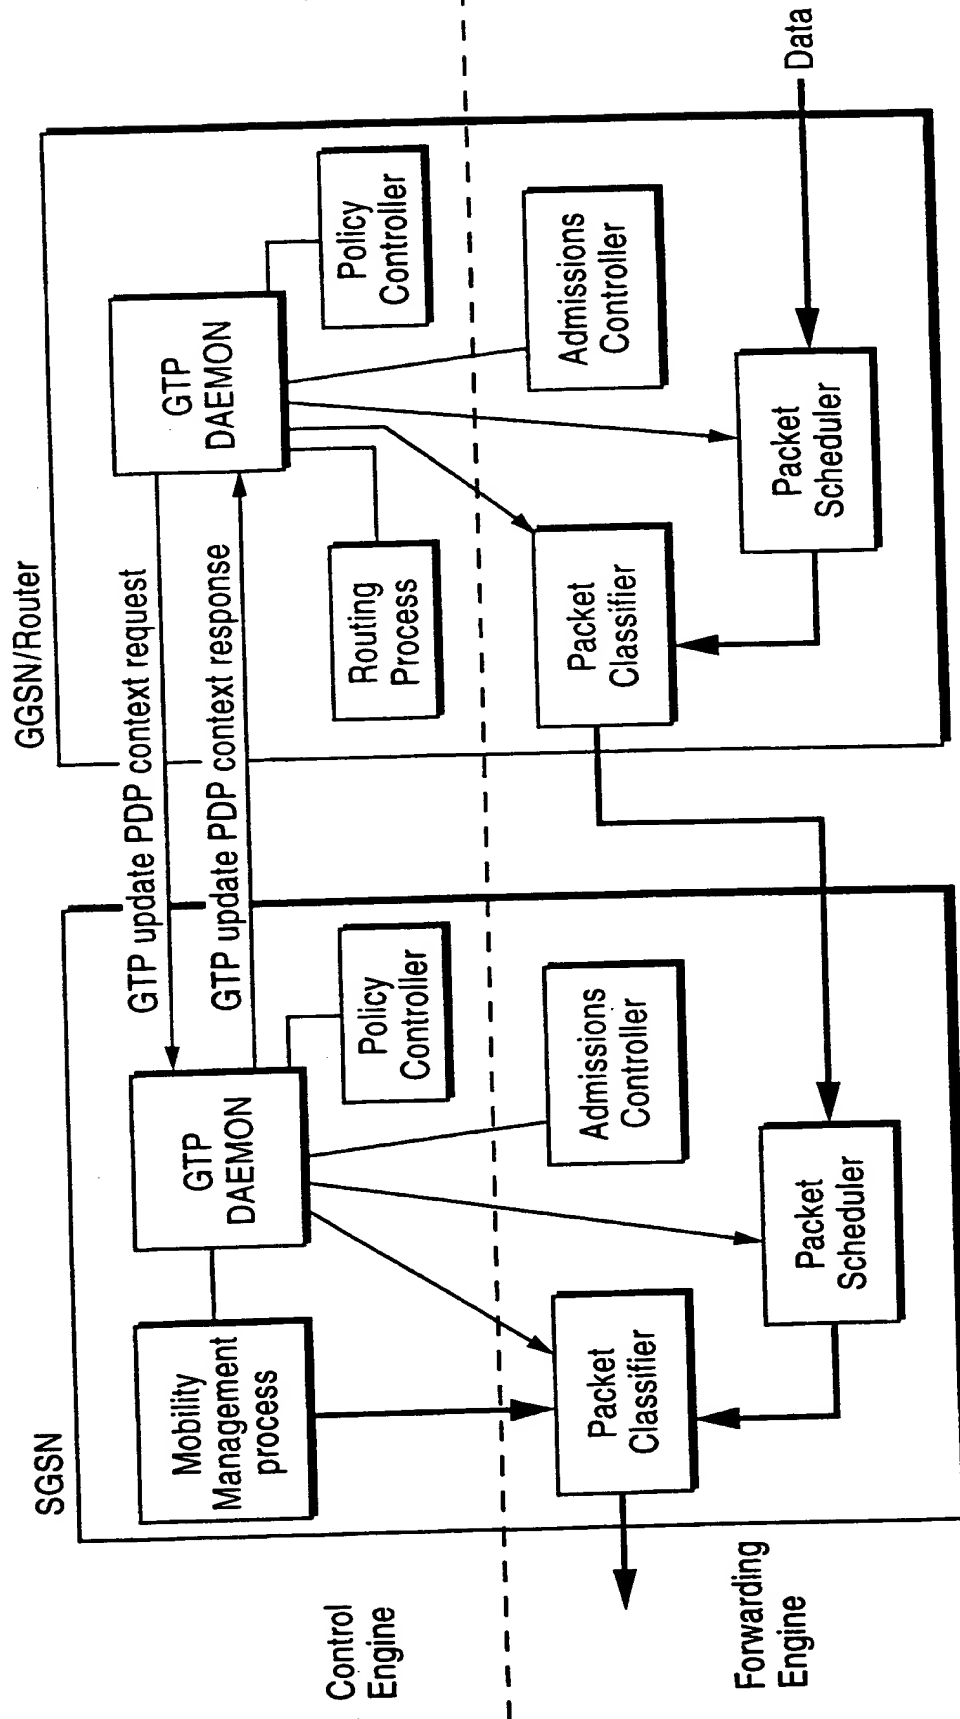 SGSN
GGSN/Router
GTP update PDP context request
GTP update PDP context response
Mobility
Management
process
GTP
DAEMON
GTP
DAEMON
Policy
Controller
Routing
Process
Policy
Controller
Control
Engine
Forwarding
Engine
Packet
Classifier
Admissions
Controller
Packet
Classifier
Admissions
Controller
Packet
Scheduler
Packet
Scheduler
Data